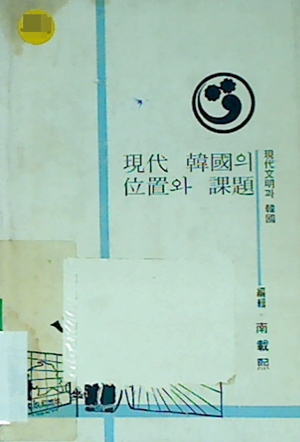 現代 韓國의
位置와 課題
現代文明과 韓國
編輯·南載熙